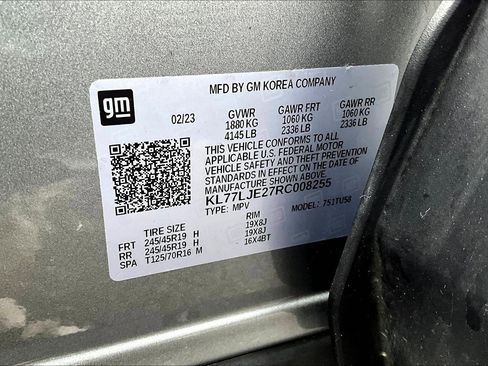 gm
MFD BY GM KOREA COMPANY
02/23 GVWR GAWR FRT GAWR RR
1880 KG 1060 KG 1060 KG
4145 LB 2336 LB 2336 LB
THIS VEHICLE CONFORMS TO ALL
APPLICABLE U.S. FEDERAL MOTOR
VEHICLE SAFETY AND THEFT PREVENTION
STANDARDS IN EFFECT ON THE DATE OF
MANUFACTURE SHOWN ABOVE.
KL77LJE27RC008255
TYPE: MPV MODEL: 751TU58
TIRE SIZE RIM
FRT 245/45R19 H 19X8J
RR 245/45R19 H 19X8J
SPA T125/70R16 M 16X4BT